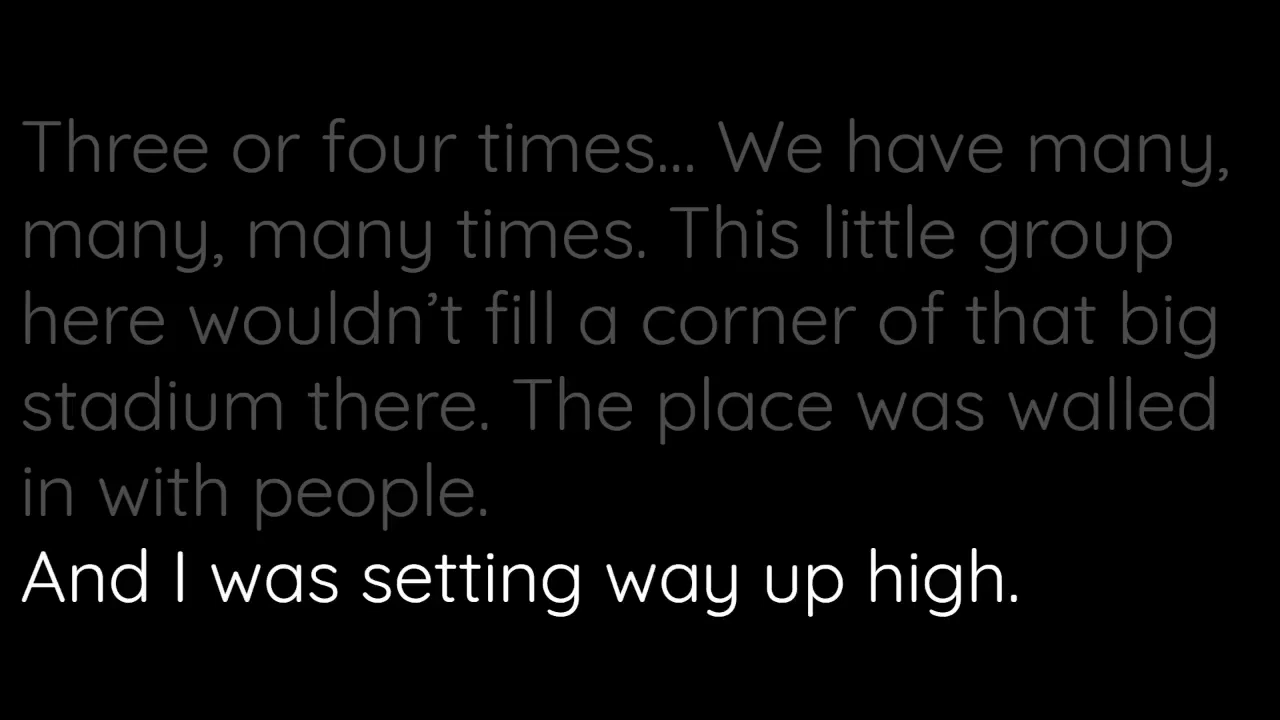 Three or four times... We have many,
many, many times. This little group
here wouldn’t fill a corner of that big
stadium there. The place was walled
in with people.
And I was setting way up high.